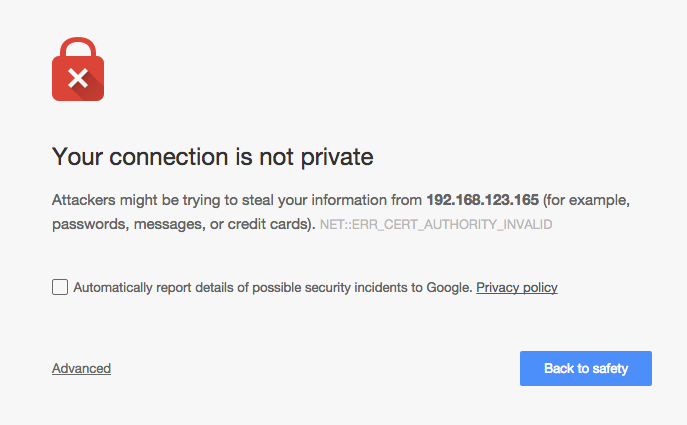 Your connection is not private
Attackers might be trying to steal your information from 192.168.123.165 (for example,
passwords, messages, or credit cards). NET::ERR_CERT_AUTHORITY_INVALID
Automatically report details of possible security incidents to Google. Privacy policy
Advanced
Back to safety